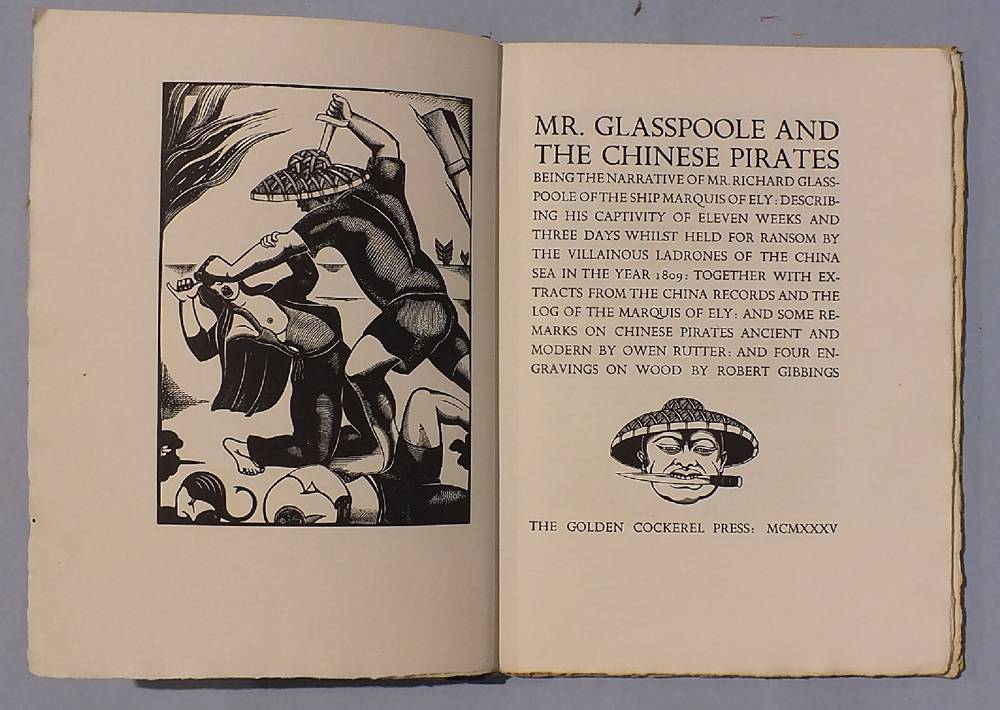 MR. GLASSPOOLE AND
THE CHINESE PIRATES
BEING THE NARRATIVE OF MR. RICHARD GLASS-
POOLE OF THE SHIP MARQUIS OF ELY: DESCRIB-
ING HIS CAPTIVITY OF ELEVEN WEEKS AND
THREE DAYS WHILST HELD FOR RANSOM BY
THE VILLAINOUS LADRONES OF THE CHINA
SEA IN THE YEAR 1809: TOGETHER WITH EX-
TRACTS FROM THE CHINA RECORDS AND THE
LOG OF THE MARQUIS OF ELY: AND SOME RE-
MARKS ON CHINESE PIRATES ANCIENT AND
MODERN BY OWEN RUTTER: AND FOUR EN-
GRAVINGS ON WOOD BY ROBERT GIBBINGS
THE GOLDEN COCKEREL PRESS: MCMXXXV